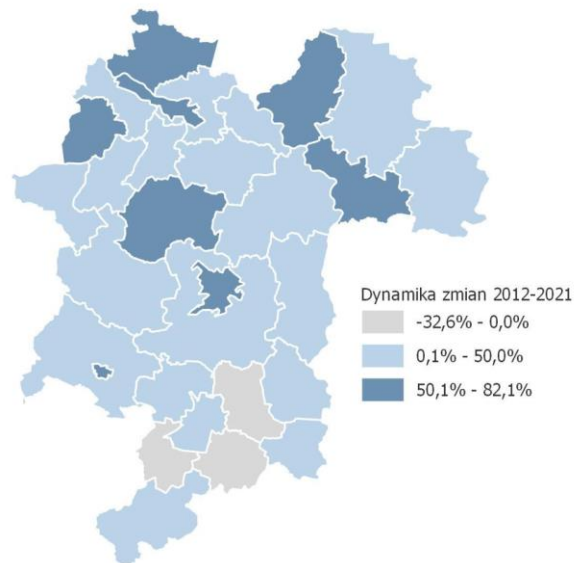 Dynamika zmian 2012-2021
-32,6% - 0,0%
0,1% - 50,0%
50,1% - 82,1%